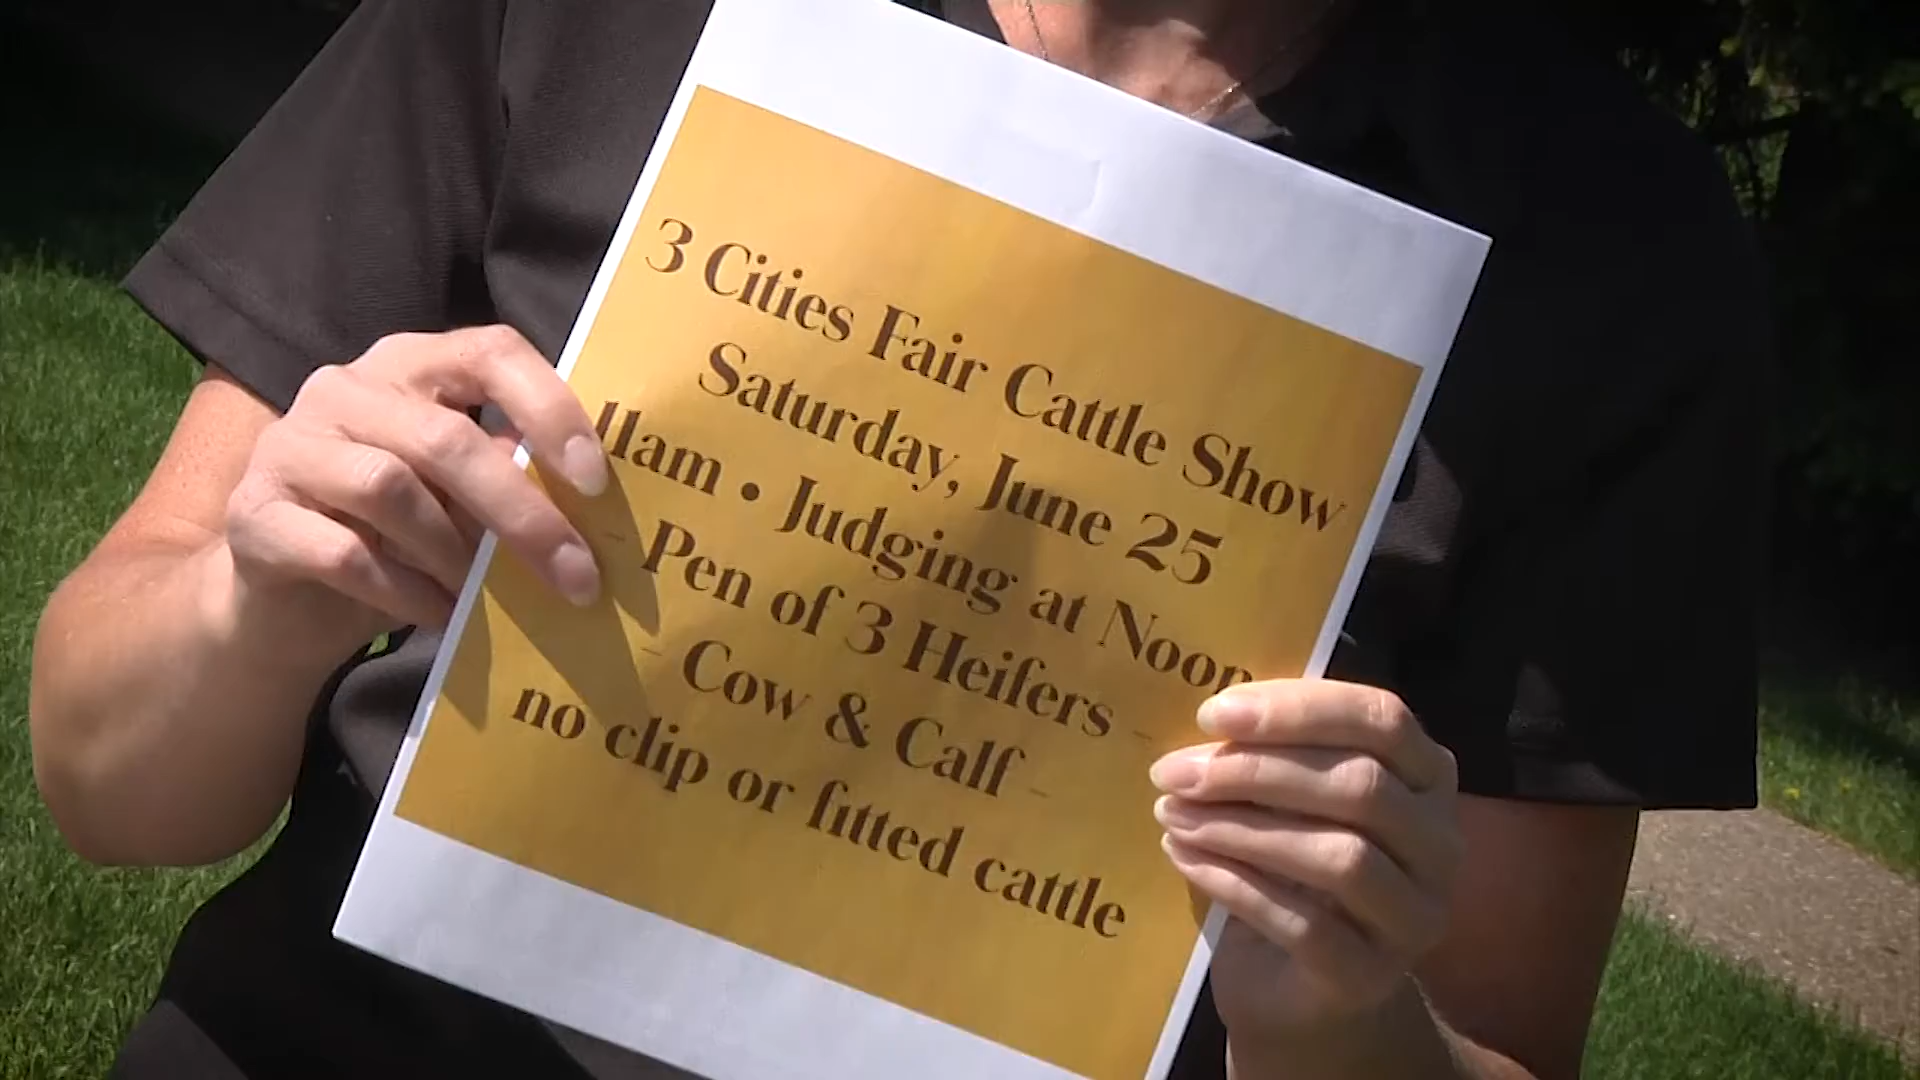 3 Cities Fair Cattle Show
Saturday, June 25
11am • Judging at Noon
- Pen of 3 Heifers -
- Cow & Calf -
no clip or fitted cattle